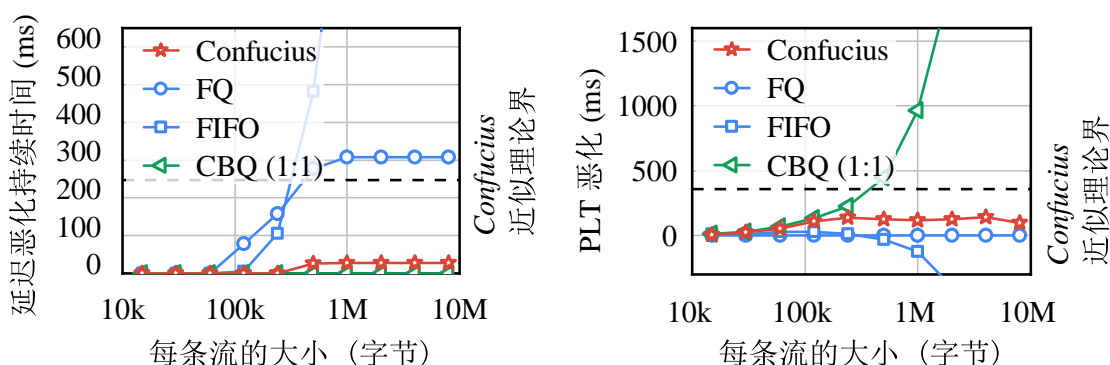 延迟恶化持续时间 (ms)
600
500
400
300
200
100
0
Confucius
FQ
FIFO
CBQ (1:1)
10k
100k
1M
10M
每条流的大小（字节）
Confucius
近似理论界
PLT 恶化 (ms)
1500
1000
500
0
Confucius
FQ
FIFO
CBQ (1:1)
10k
100k
1M
10M
每条流的大小（字节）
Confucius
近似理论界